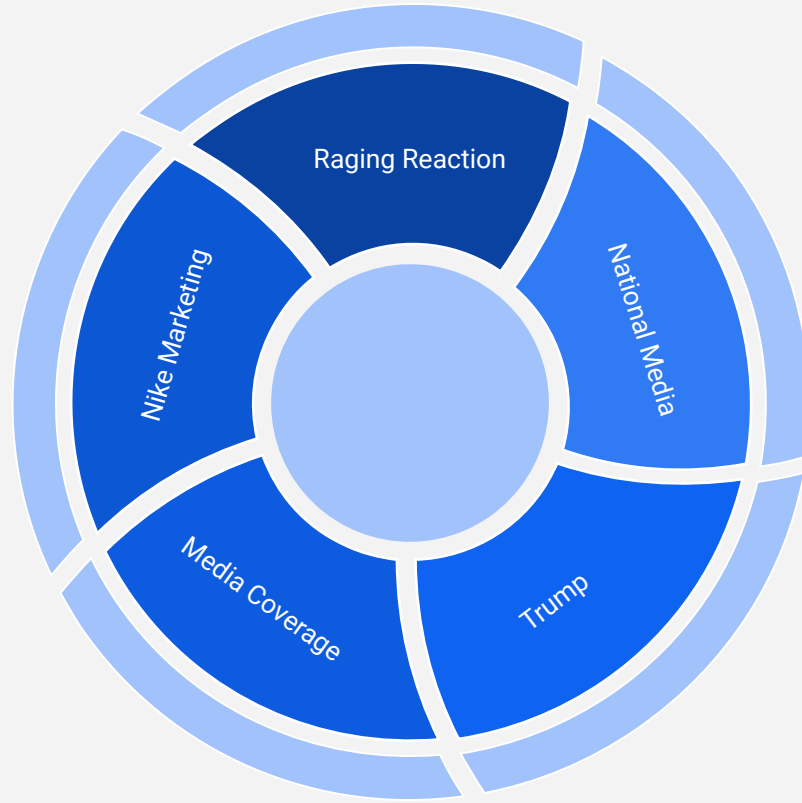 Raging Reaction
National Media
Trump
Media Coverage
Nike Marketing